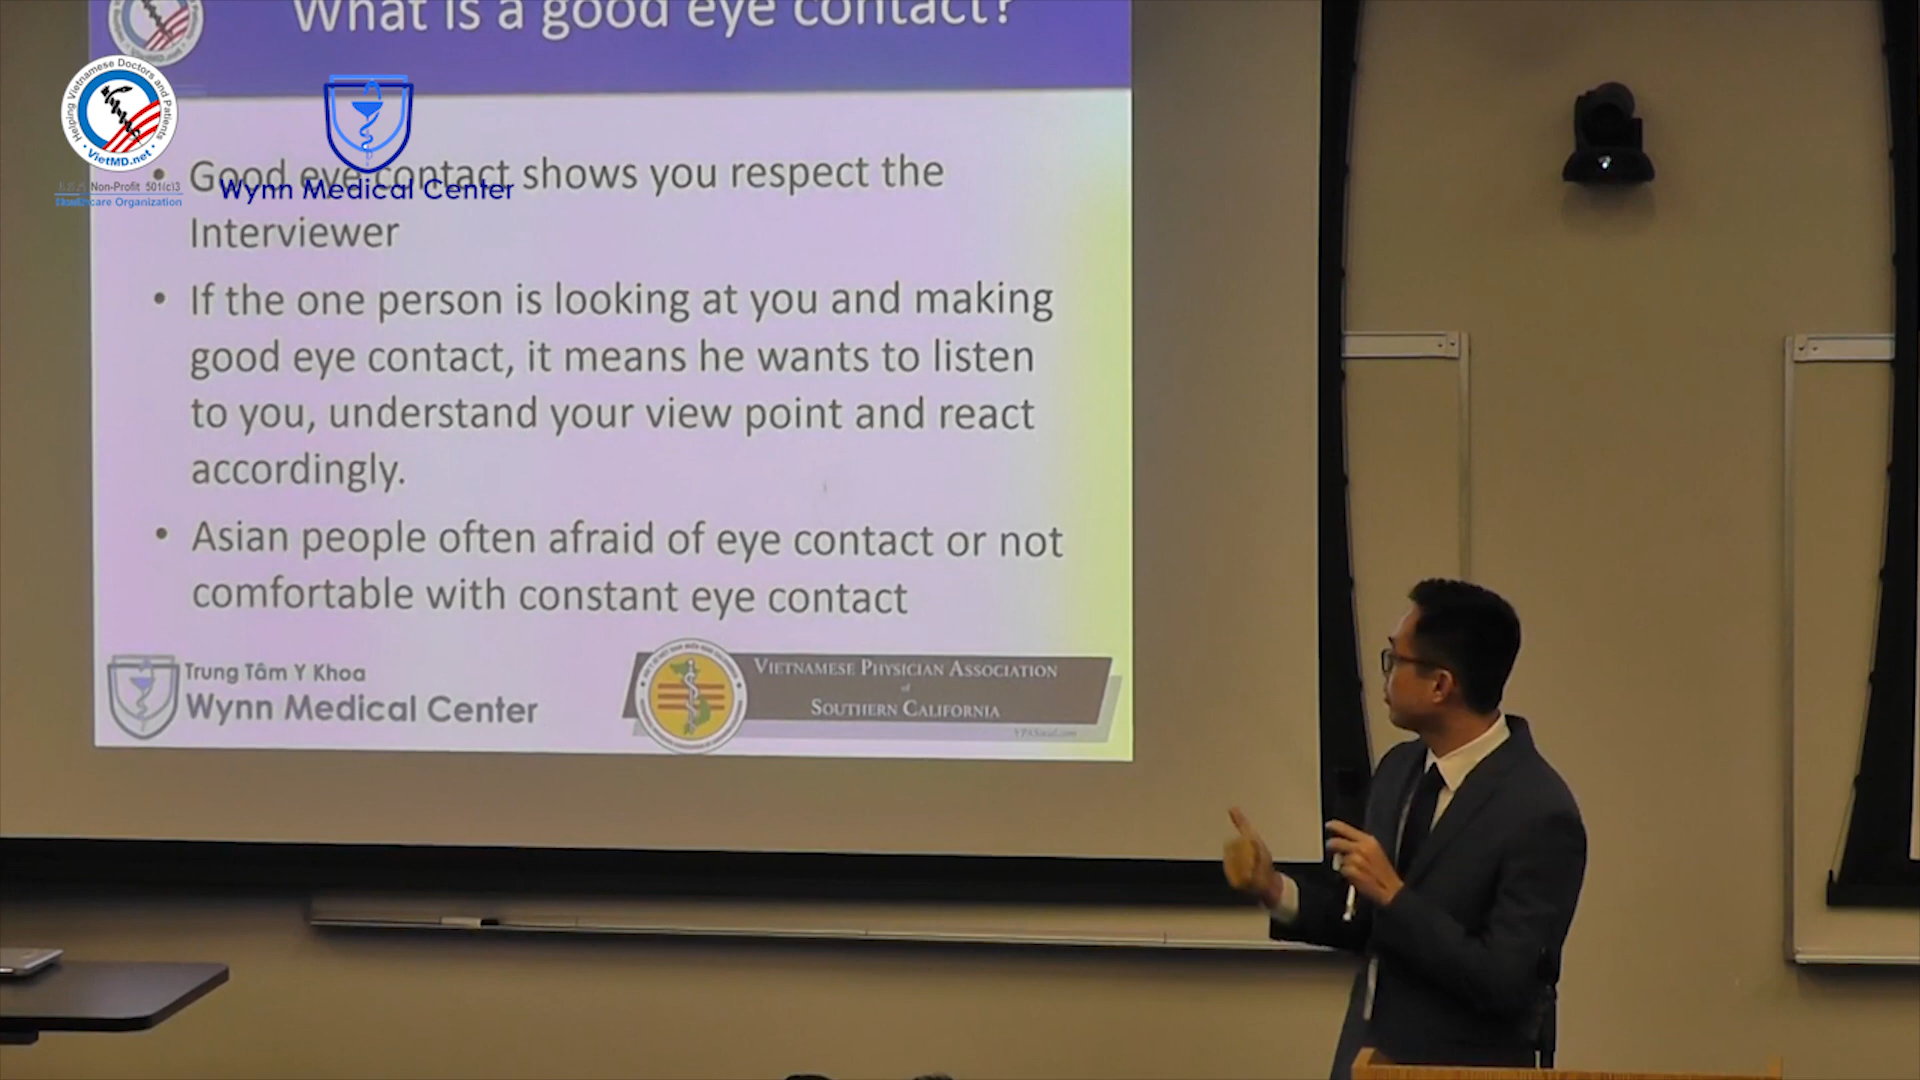 What is a good eye contact?
Helping Vietnamese Doctors and Patients
VietMD.net
Non-Profit 501(c)3
Healthcare Organization
Wynn Medical Center
• Good eye contact shows you respect the
Interviewer
• If the one person is looking at you and making
good eye contact, it means he wants to listen
to you, understand your view point and react
accordingly.
• Asian people often afraid of eye contact or not
comfortable with constant eye contact
Trung Tâm Y Khoa
Wynn Medical Center
VIETNAMESE PHYSICIAN ASSOCIATION
of
SOUTHERN CALIFORNIA